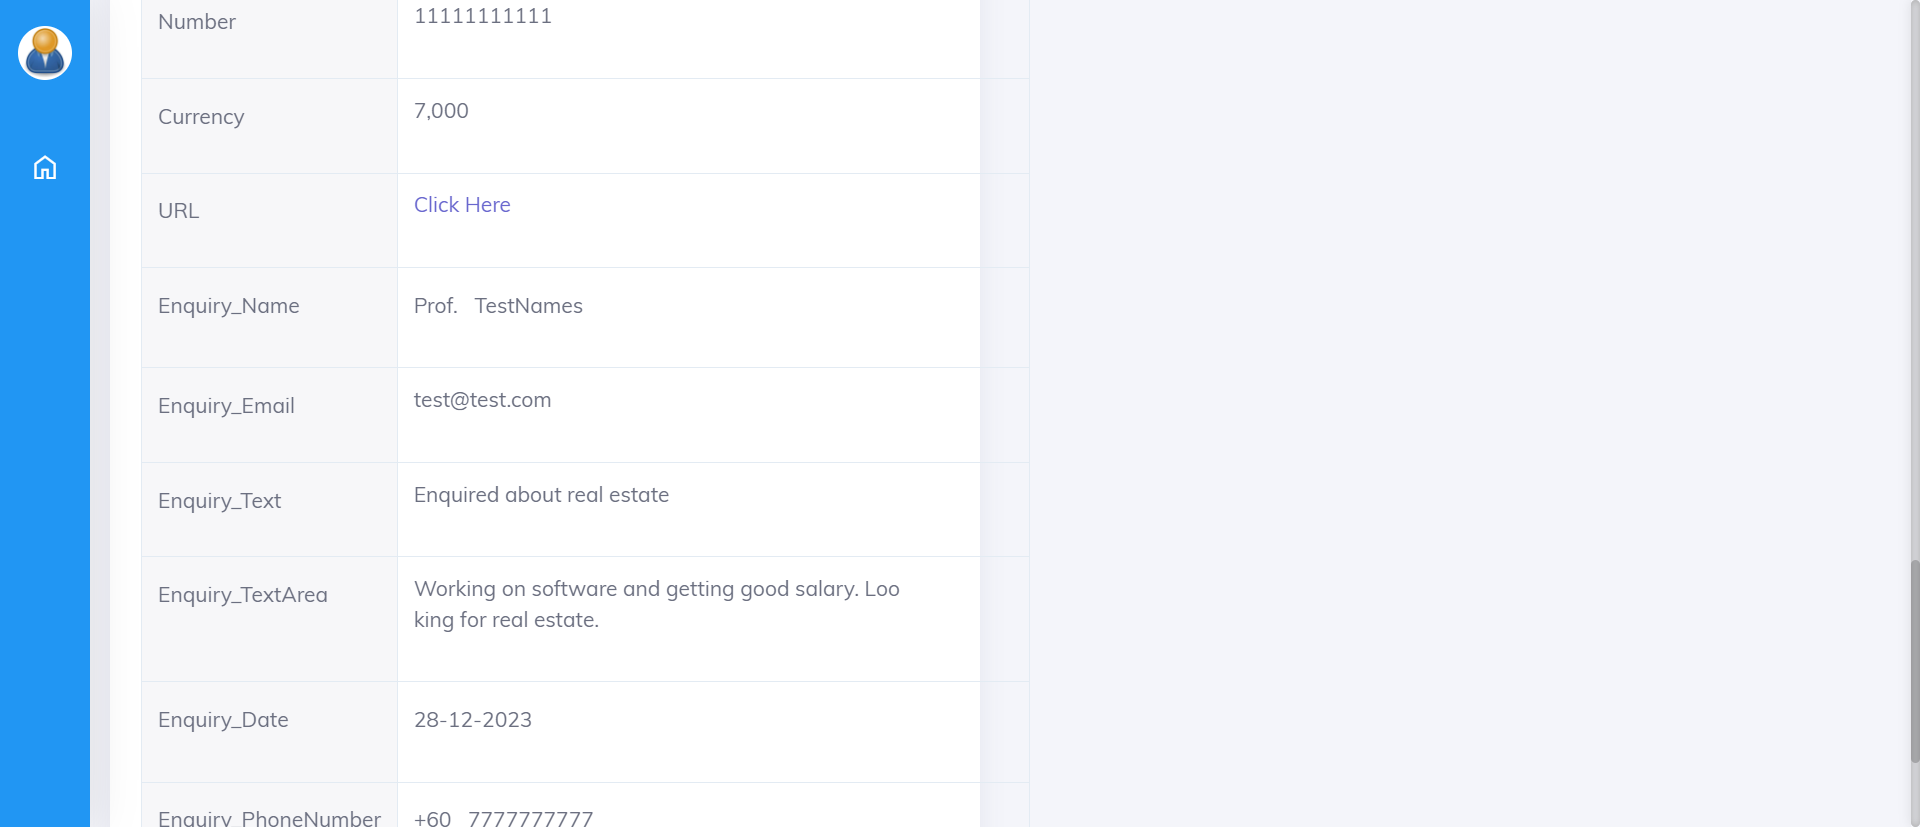 Number 11111111111
Currency 7,000
URL Click Here
Enquiry_Name Prof. TestNames
Enquiry_Email test@test.com
Enquiry_Text Enquired about real estate
Enquiry_TextArea Working on software and getting good salary. Loo
king for real estate.
Enquiry_Date 28-12-2023
Enquiry_PhoneNumber +60 7777777777